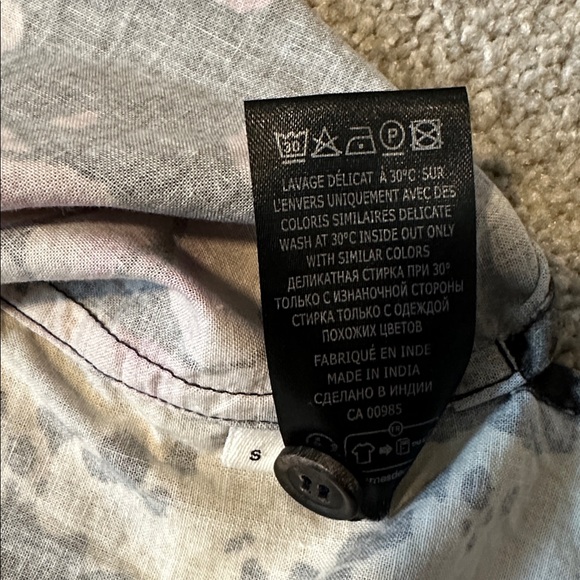 30 P
LAVAGE DÉLICAT À 30°C SUR
L'ENVERS UNIQUEMENT AVEC DES
COLORIS SIMILAIRES DELICATE
WASH AT 30°C INSIDE OUT ONLY
WITH SIMILAR COLORS
ДЕЛИКАТНАЯ СТИРКА ПРИ 30°
ТОЛЬКО С ИЗНАНОЧНОЙ СТОРОНЫ
СТИРКА ТОЛЬКО С ОДЕЖДОЙ
ПОХОЖИХ ЦВЕТОВ
FABRIQUÉ EN INDE
MADE IN INDIA
СДЕЛАНО В ИНДИИ
CA 00985
FR
S